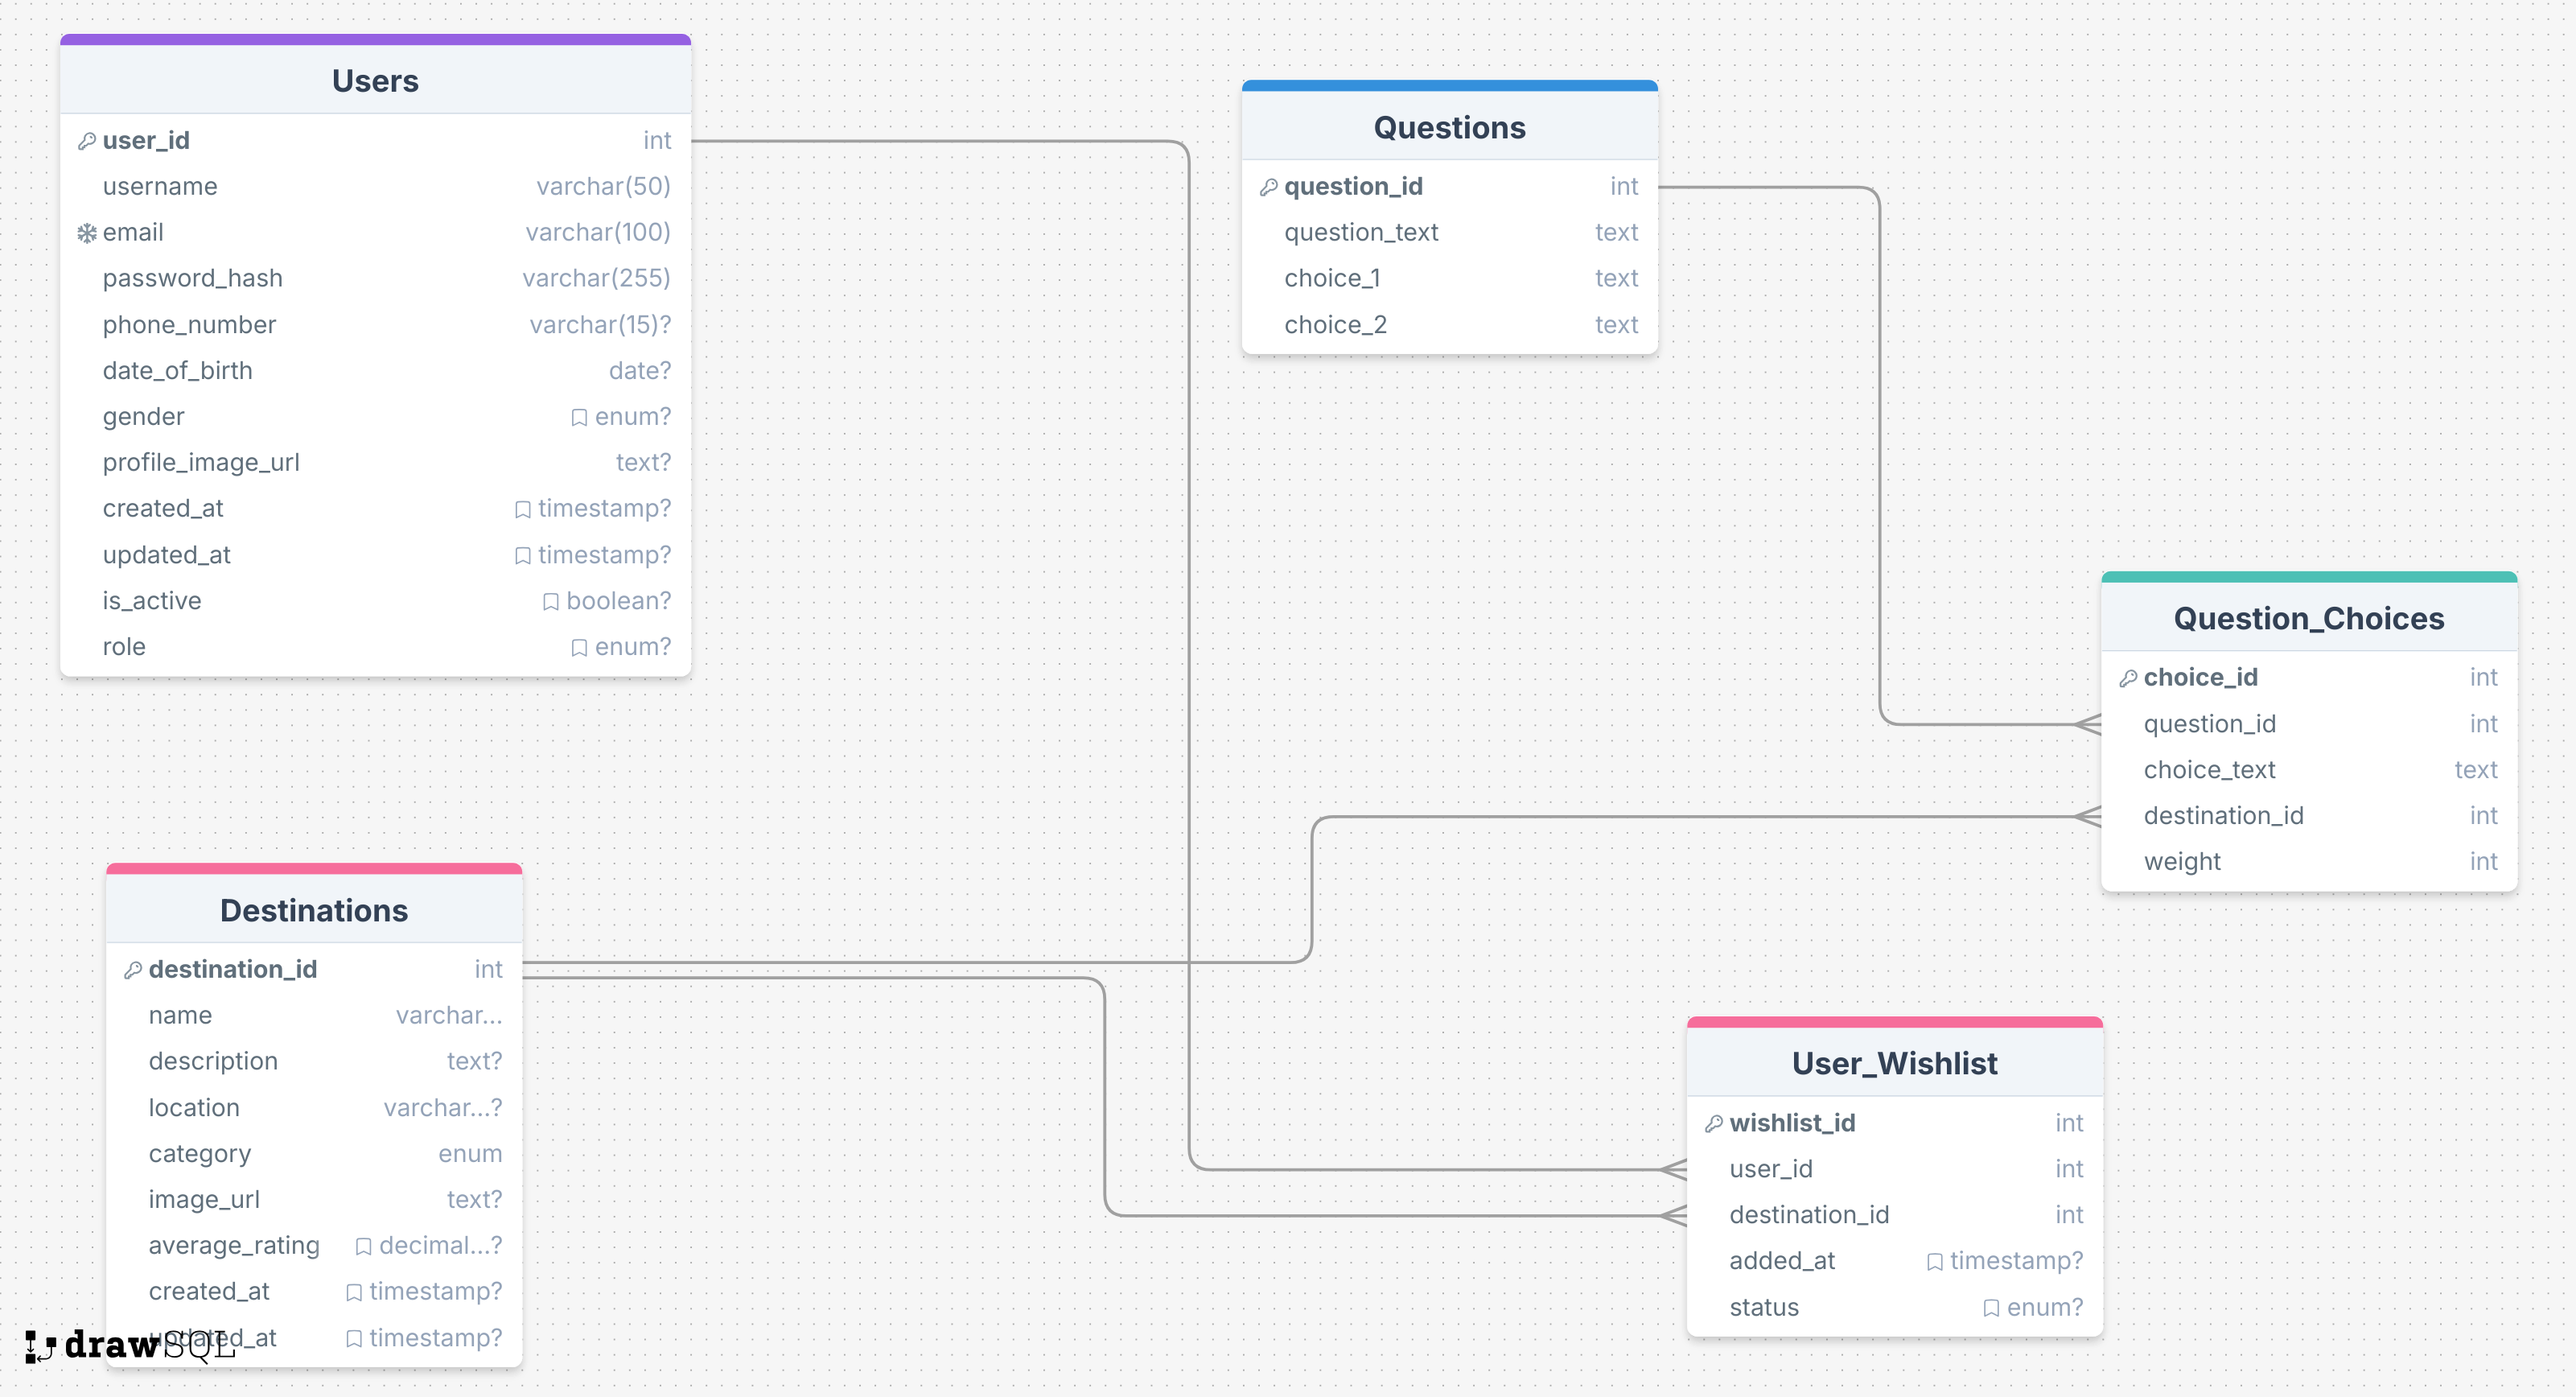 Users
user_id int
username varchar(50)
email varchar(100)
password_hash varchar(255)
phone_number varchar(15)?
date_of_birth date?
gender enum?
profile_image_url text?
created_at timestamp?
updated_at timestamp?
is_active boolean?
role enum?
Questions
question_id int
question_text text
choice_1 text
choice_2 text
Question_Choices
choice_id int
question_id int
choice_text text
destination_id int
weight int
Destinations
destination_id int
name varchar...
description text?
location varchar...?
category enum
image_url text?
average_rating decimal...?
created_at timestamp?
updated_at timestamp?
User_Wishlist
wishlist_id int
user_id int
destination_id int
added_at timestamp?
status enum?
drawSQL